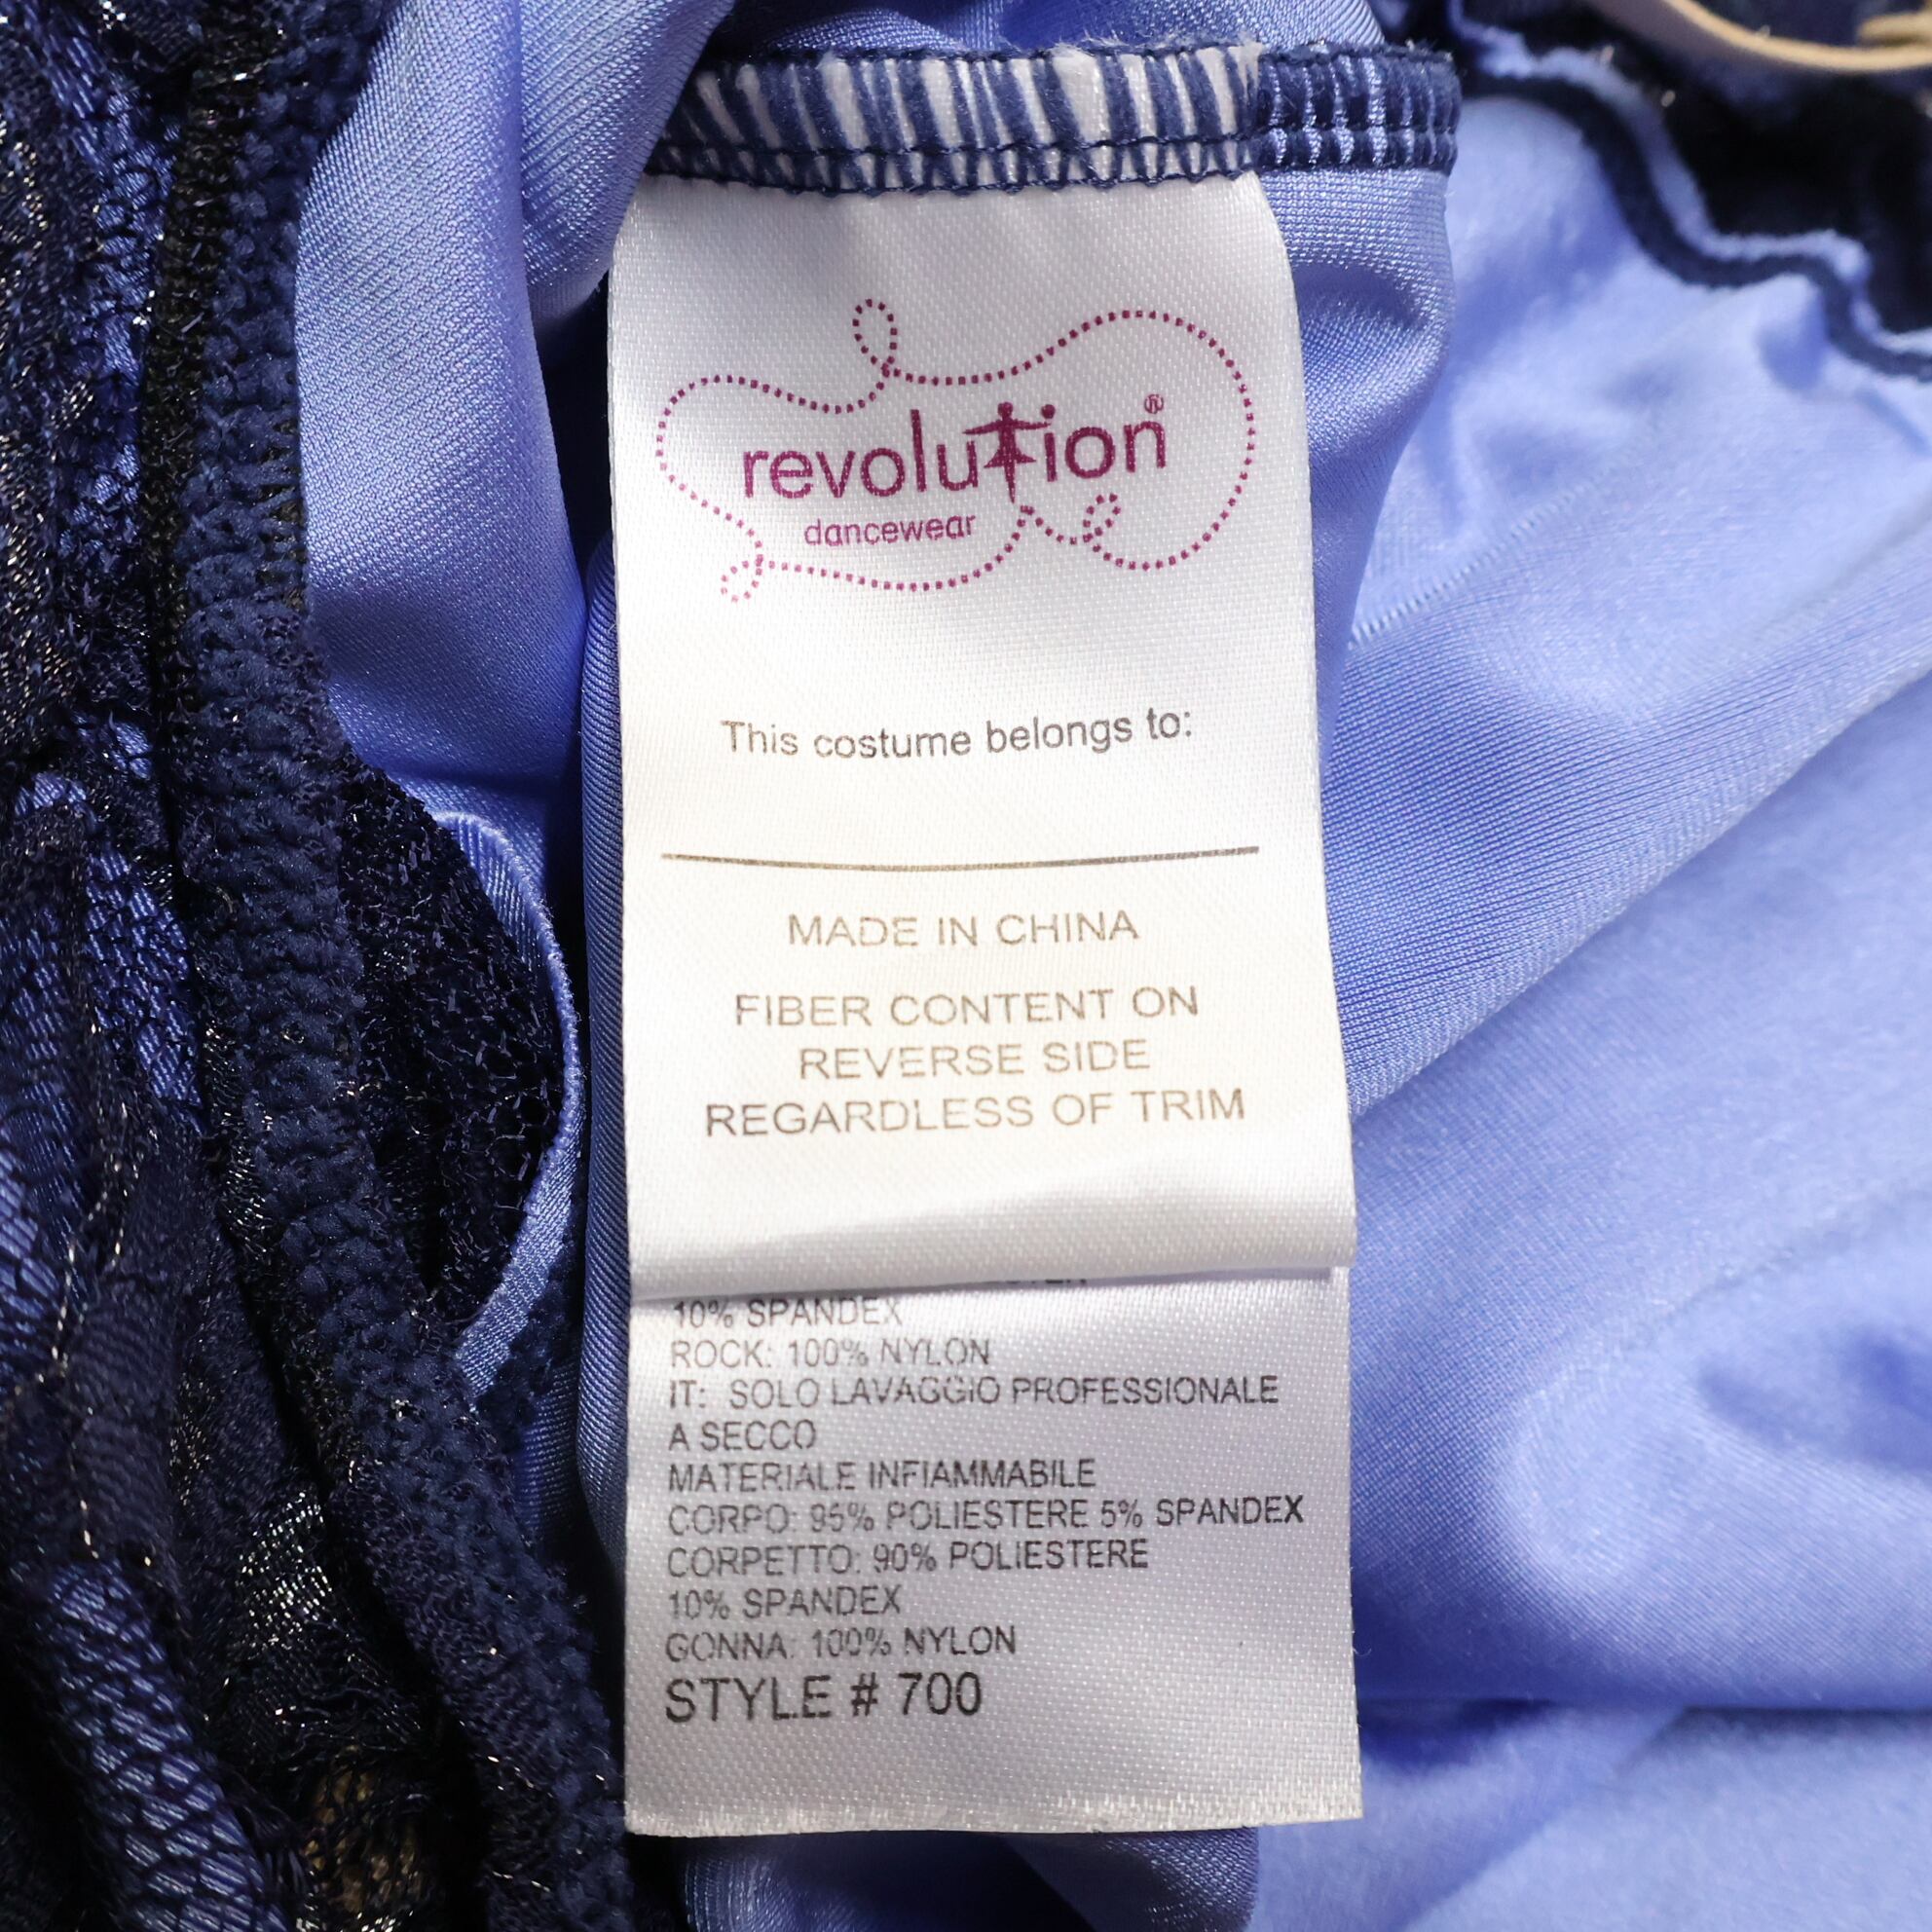 revolution®
dancewear
This costume belongs to:
MADE IN CHINA
FIBER CONTENT ON
REVERSE SIDE
REGARDLESS OF TRIM
10% SPANDEX
ROCK: 100% NYLON
IT: SOLO LAVAGGIO PROFESSIONALE
A SECCO
MATERIALE INFIAMMABILE
CORPO: 95% POLIESTERE 5% SPANDEX
CORPETTO: 90% POLIESTERE
10% SPANDEX
GONNA: 100% NYLON
STYLE # 700